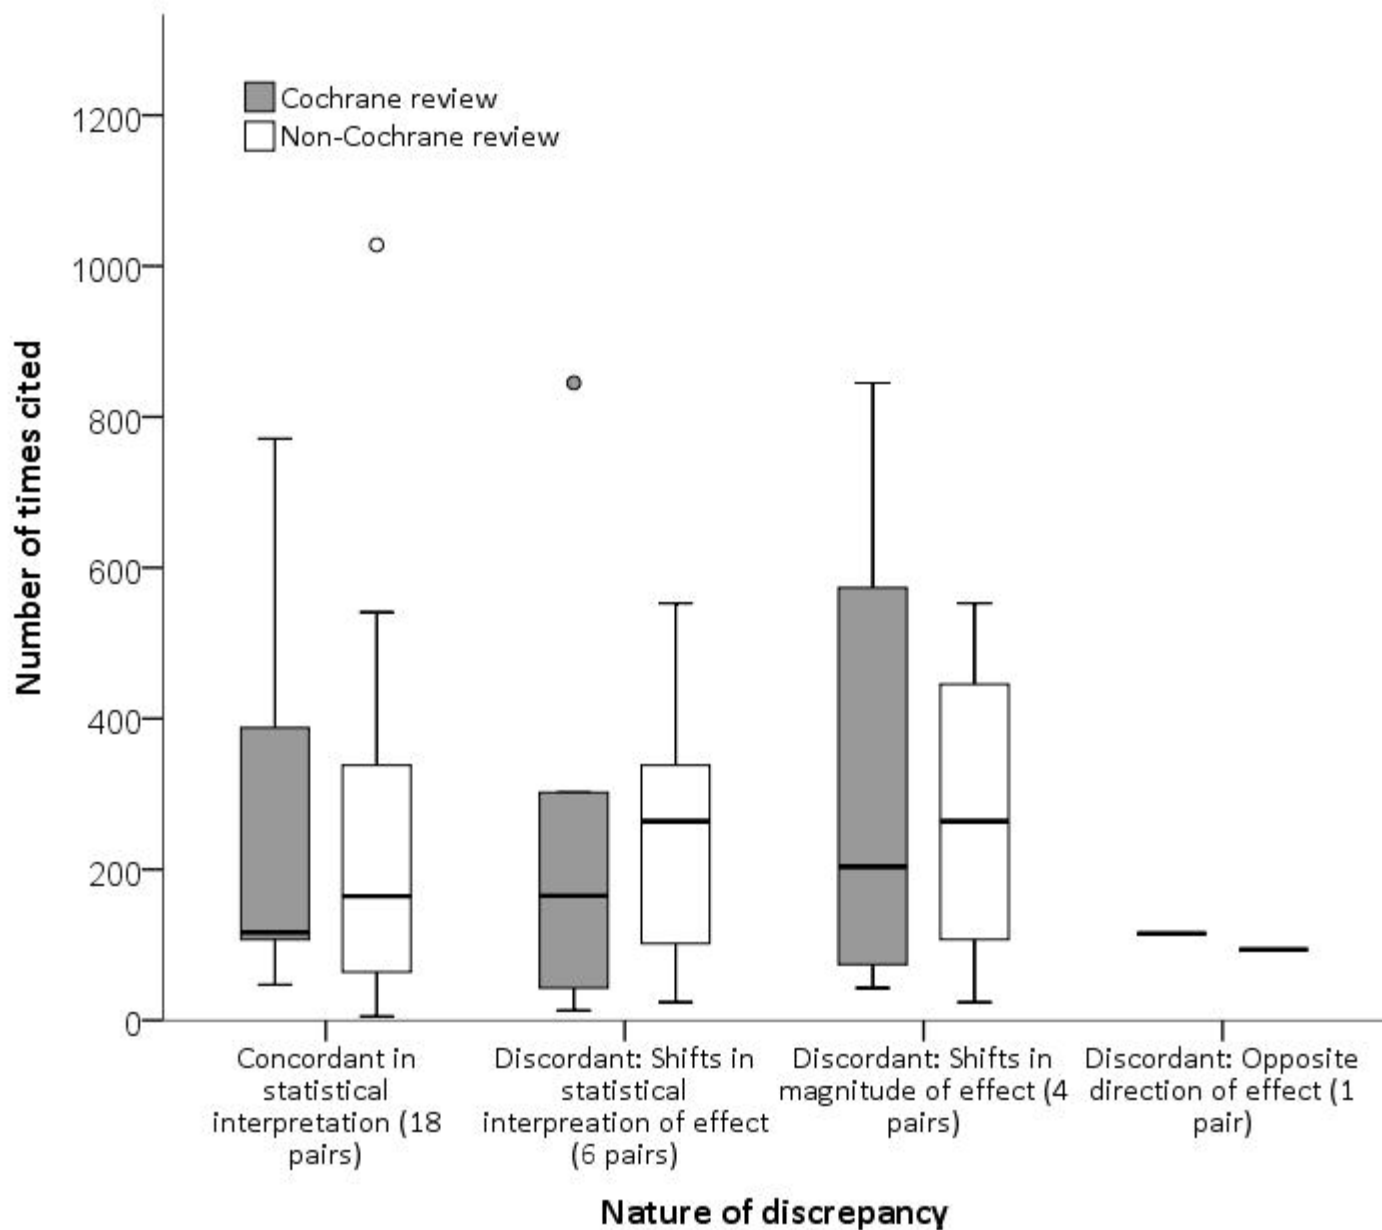 Cochrane review
Non-Cochrane review
1200
1000
800
600
400
200
0
Number of times cited
Concordant in
statistical
interpretation (18
pairs)
Discordant: Shifts in
statistical
interpreation of effect
(6 pairs)
Discordant: Shifts in
magnitude of effect (4
pairs)
Discordant: Opposite
direction of effect (1
pair)
Nature of discrepancy